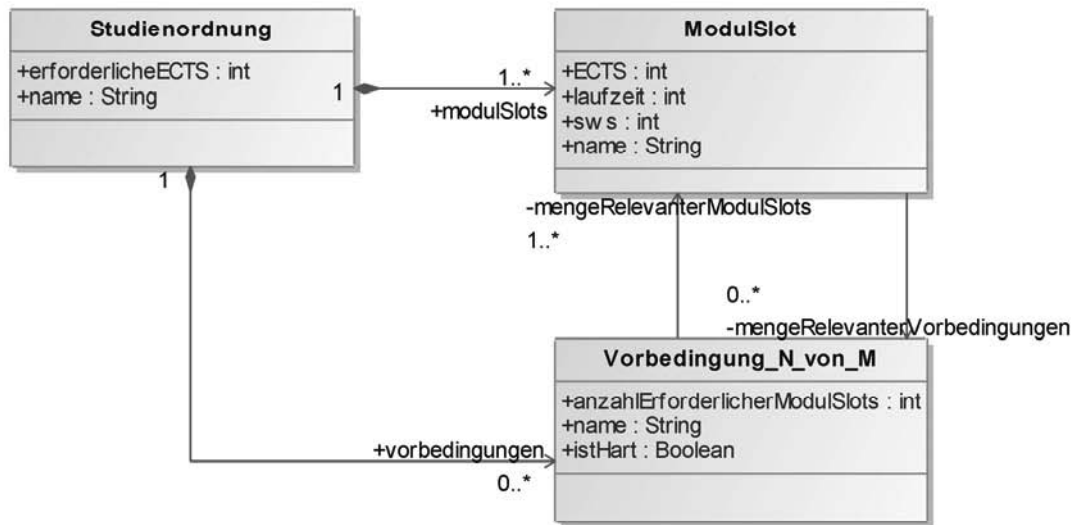 Studienordnung
+erforderlicheECTS : int
+name : String
1
1..*
+modulSlots
ModulSlot
+ECTS : int
+laufzeit : int
+sws : int
+name : String
1
-mengeRelevanterModulSlots
1..*
0..*
-mengeRelevanterVorbedingungen
Vorbedingung_N_von_M
+anzahlErforderlicherModulSlots : int
+name : String
+istHart : Boolean
+vorbedingungen
0..*